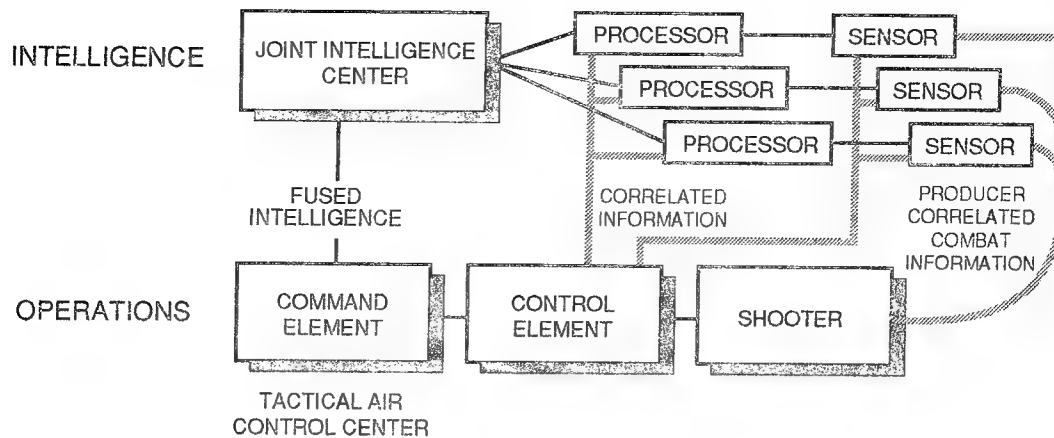 INTELLIGENCE
JOINT INTELLIGENCE
CENTER
PROCESSOR
SENSOR
PROCESSOR
SENSOR
PROCESSOR
SENSOR
FUSED
INTELLIGENCE
CORRELATED
INFORMATION
PRODUCER
CORRELATED
COMBAT
INFORMATION
OPERATIONS
COMMAND
ELEMENT
CONTROL
ELEMENT
SHOOTER
TACTICAL AIR
CONTROL CENTER